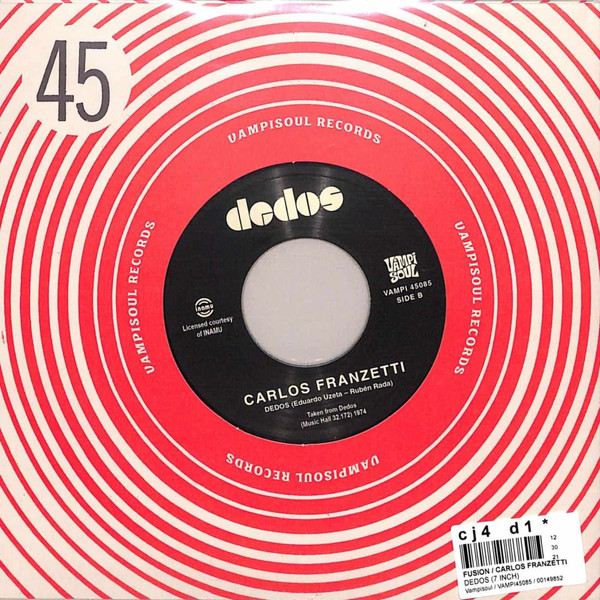 45
VAMPISOUL RECORDS
VAMPISOUL RECORDS
VAMPISOUL RECORDS
VAMPISOUL RECORDS
dedos
VAMPI
SOUL
VAMPI 45085
SIDE B
INAMU
Licensed courtesy
of INAMU
CARLOS FRANZETTI
DEDOS (Eduardo Uzeta – Rubén Rada)
Taken from Dedos
(Music Hall 32.172) 1974
cj4 d1 *
12
30
21
FUSION / CARLOS FRANZETTI
DEDOS (7 INCH)
Vampisoul / VAMPI45085 / 00149852